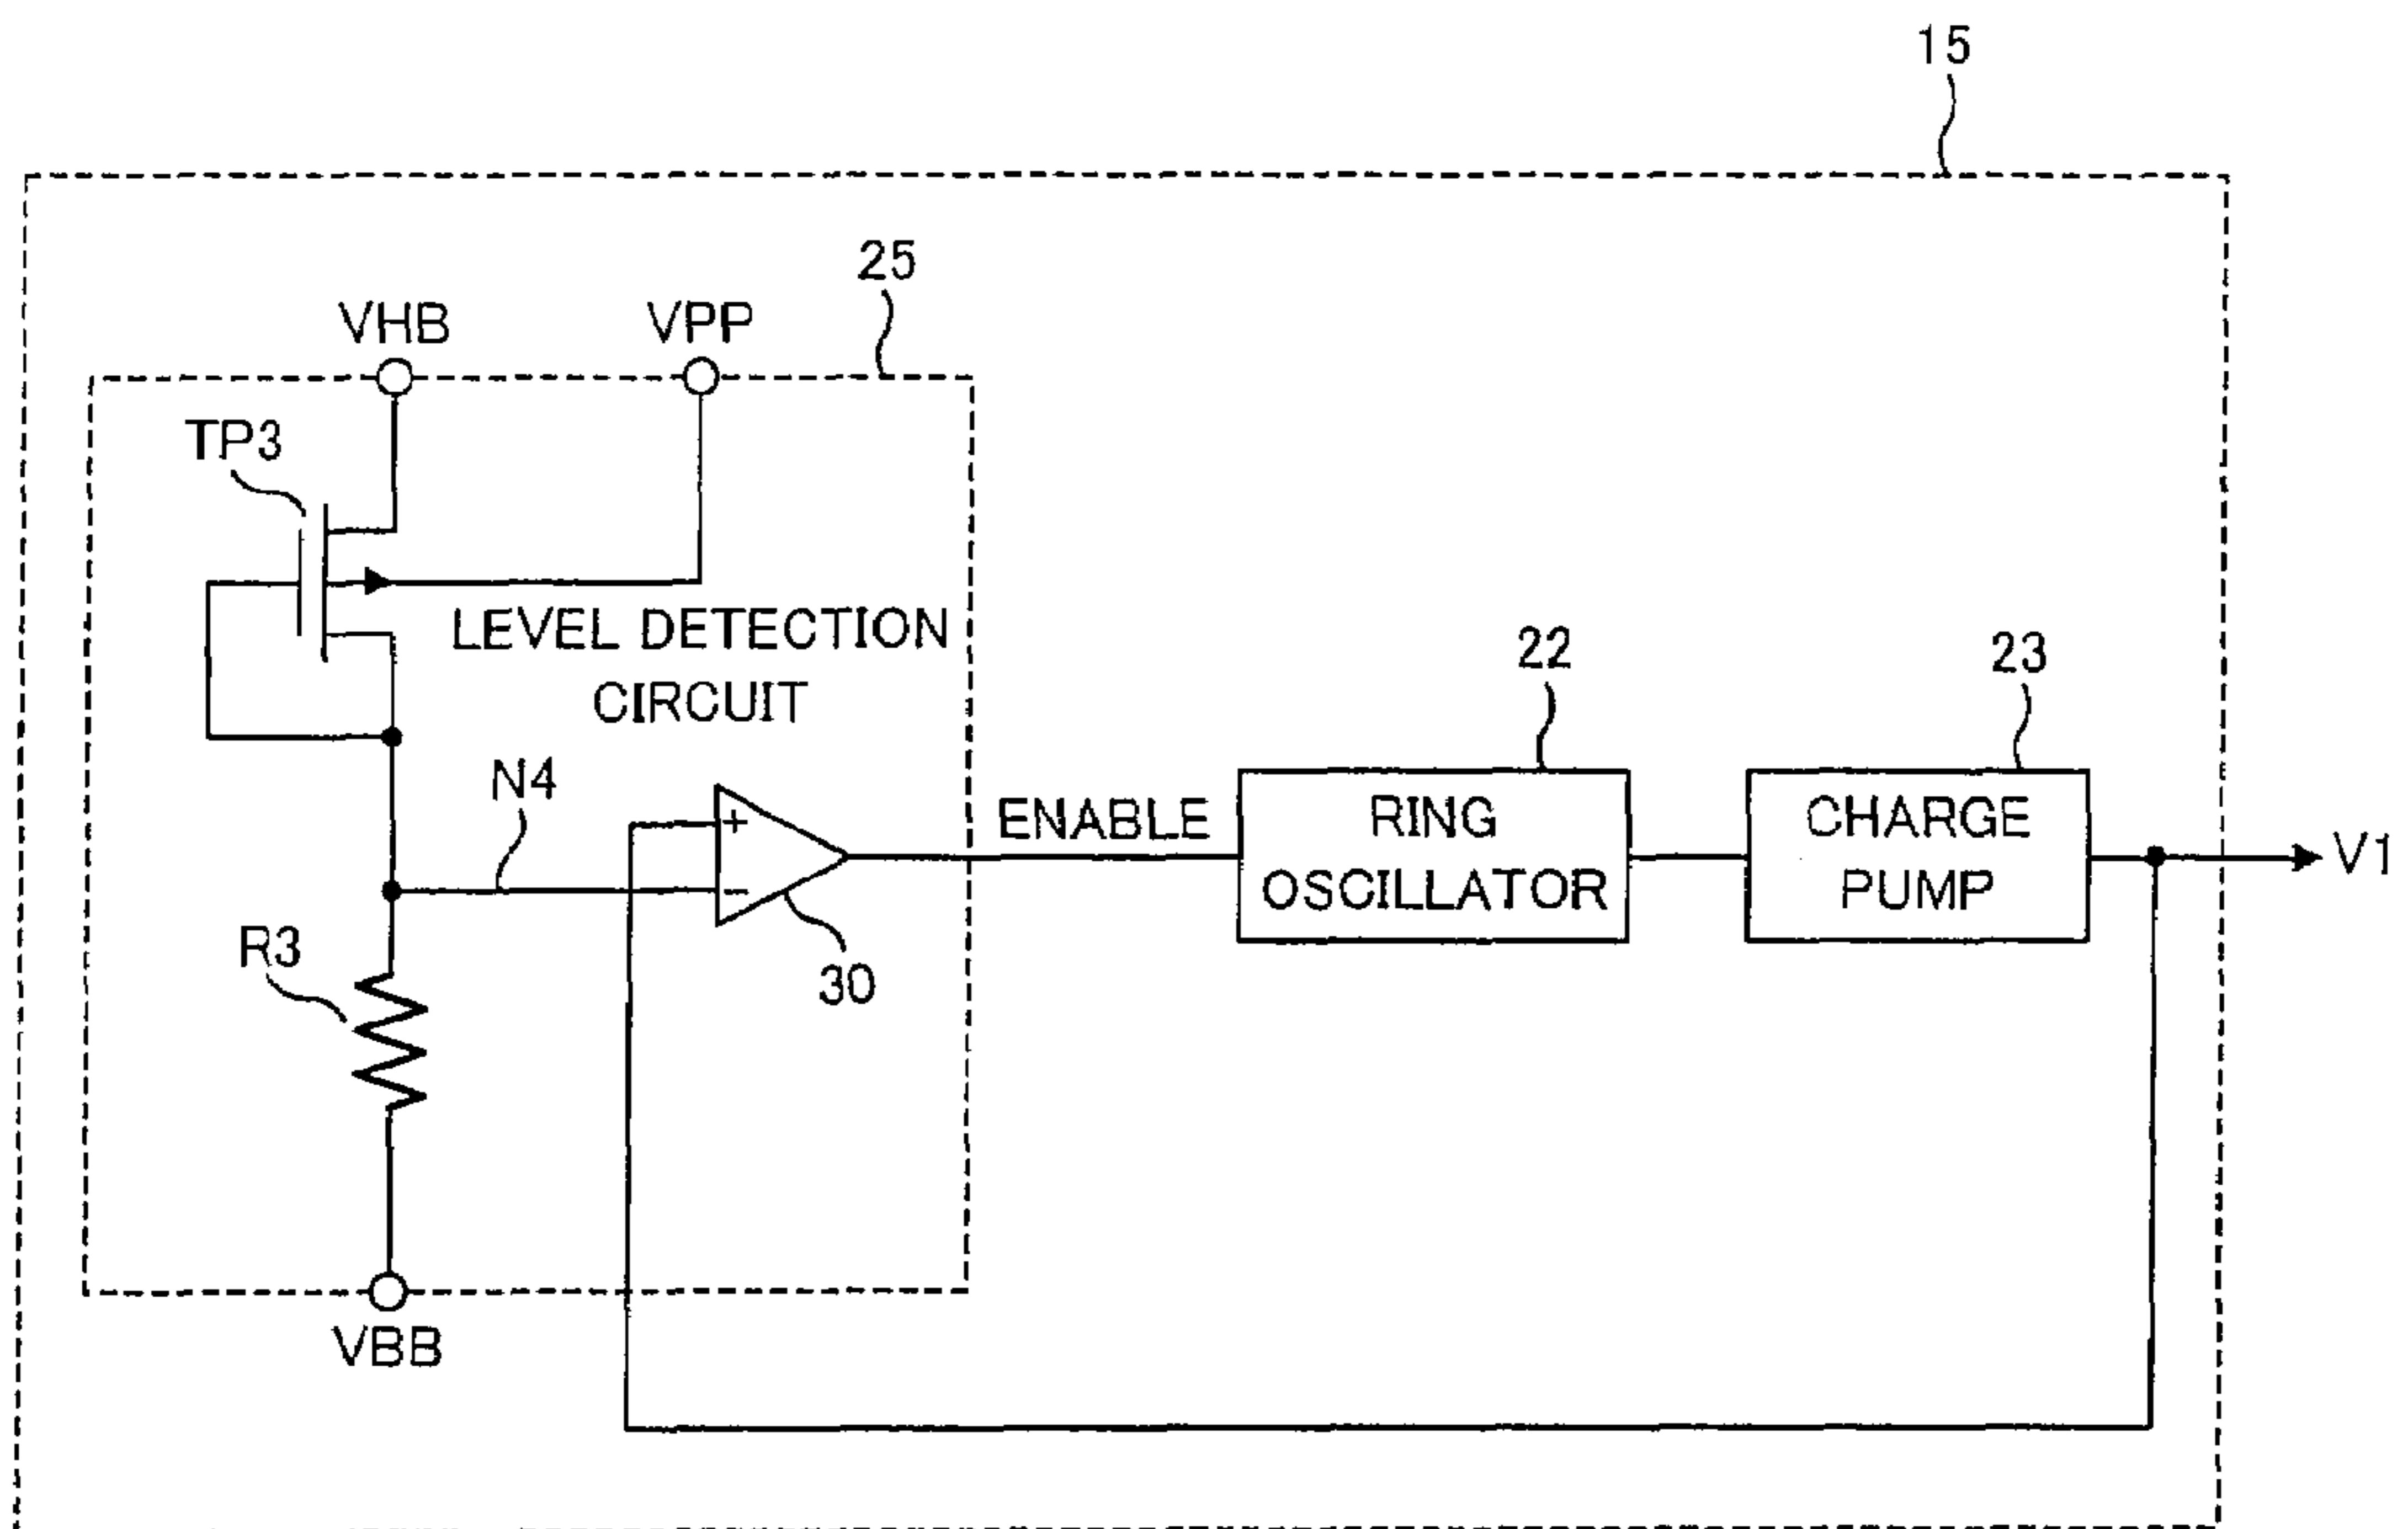 15
25
VHB
VPP
TP3
LEVEL DETECTION
CIRCUIT
22
23
N4
+
ENABLE
RING
OSCILLATOR
CHARGE
PUMP
V1
−
R3
30
VBB